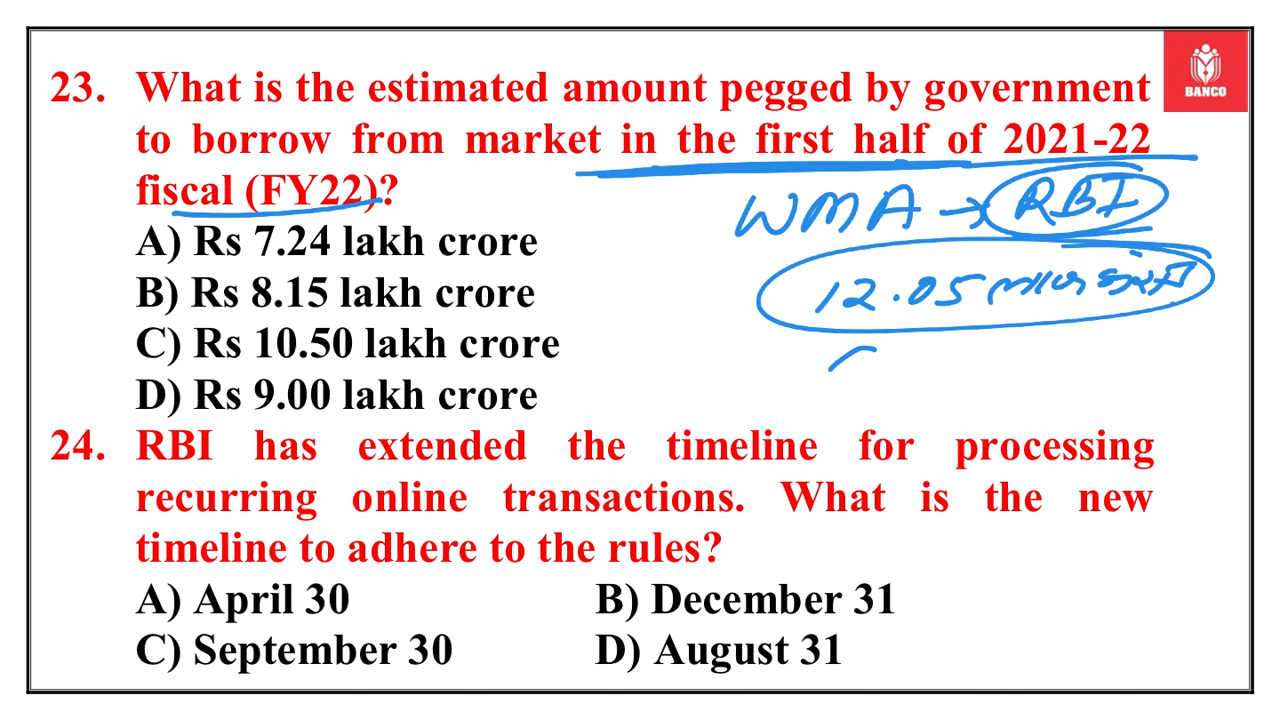 BANCO
23. What is the estimated amount pegged by government
to borrow from market in the first half of 2021-22
fiscal (FY22)?
WMA → RBI
A) Rs 7.24 lakh crore
B) Rs 8.15 lakh crore
12.05
C) Rs 10.50 lakh crore
D) Rs 9.00 lakh crore
24. RBI has extended the timeline for processing
recurring online transactions. What is the new
timeline to adhere to the rules?
A) April 30 B) December 31
C) September 30 D) August 31